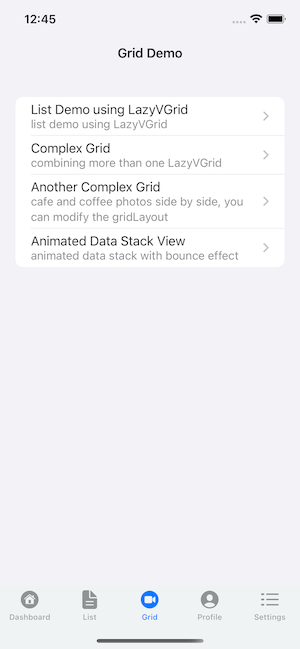 12:45
Grid Demo
List Demo using LazyVGrid
list demo using LazyVGrid
Complex Grid
combining more than one LazyVGrid
Another Complex Grid
cafe and coffee photos side by side, you
can modify the gridLayout
Animated Data Stack View
animated data stack with bounce effect
Dashboard
List
Grid
Profile
Settings